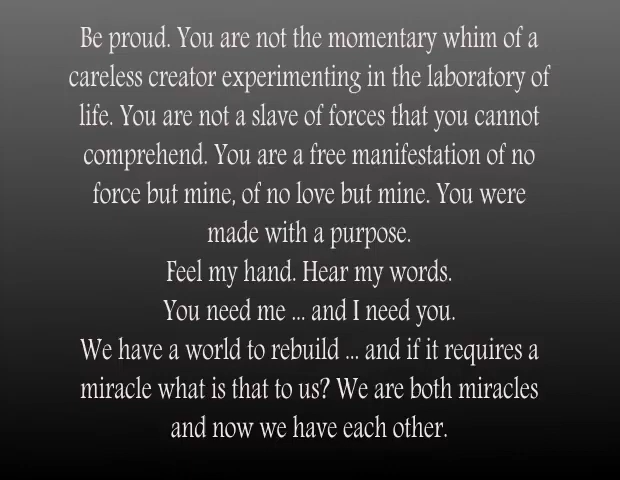 Be proud. You are not the momentary whim of a
careless creator experimenting in the laboratory of
life. You are not a slave of forces that you cannot
comprehend. You are a free manifestation of no
force but mine, of no love but mine. You were
made with a purpose.
Feel my hand. Hear my words.
You need me ... and I need you.
We have a world to rebuild ... and if it requires a
miracle what is that to us? We are both miracles
and now we have each other.